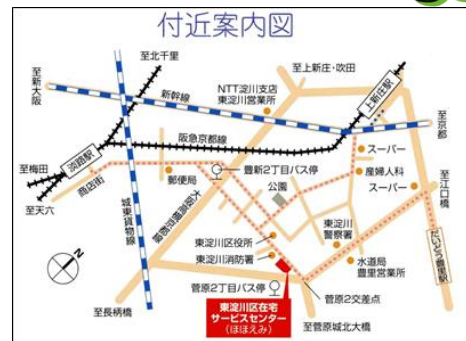 付近案内図
至北千里
至上新庄・吹田
至新大阪
新幹線
NTT淀川支店
東淀川営業所
上新庄駅
至京都
阪急京都線
淡路駅
至梅田
商店街
至天六
郵便局
豊新2丁目バス停
公園
スーパー
産婦人科
スーパー
至江口橋
城東貨物線
大阪高槻京都線
東淀川区役所
東淀川消防署
東淀川
警察署
水道局
豊里営業所
だいどう豊里駅
菅原2丁目バス停
菅原2交差点
至長柄橋
東淀川区在宅
サービスセンター
(ほほえみ)
至菅原城北大橋
N